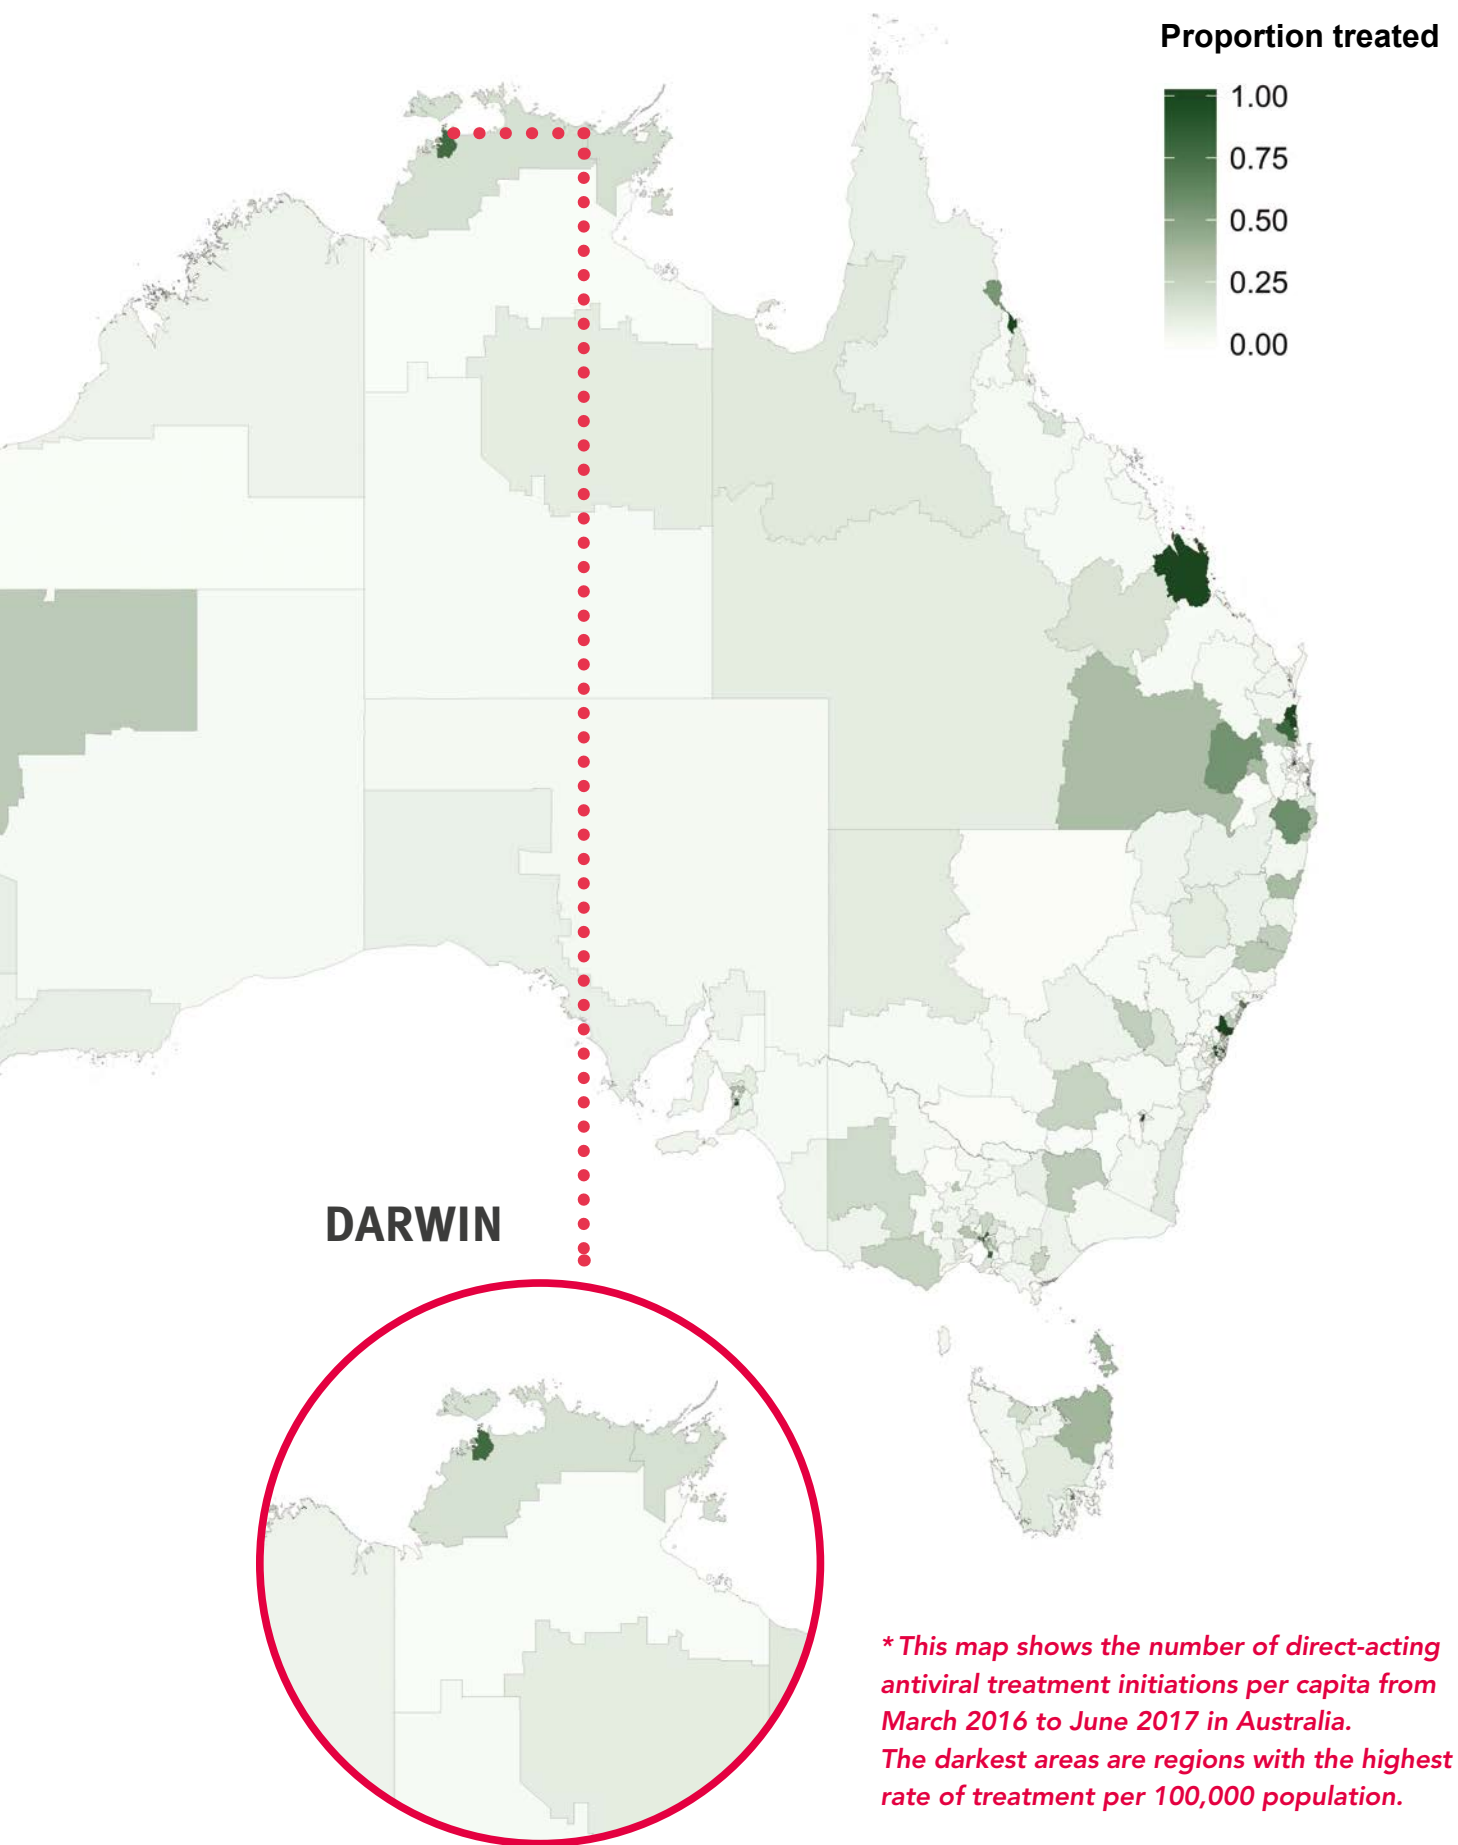 Proportion treated
1.00
0.75
0.50
0.25
0.00
DARWIN
* This map shows the number of direct-acting
antiviral treatment initiations per capita from
March 2016 to June 2017 in Australia.
The darkest areas are regions with the highest
rate of treatment per 100,000 population.